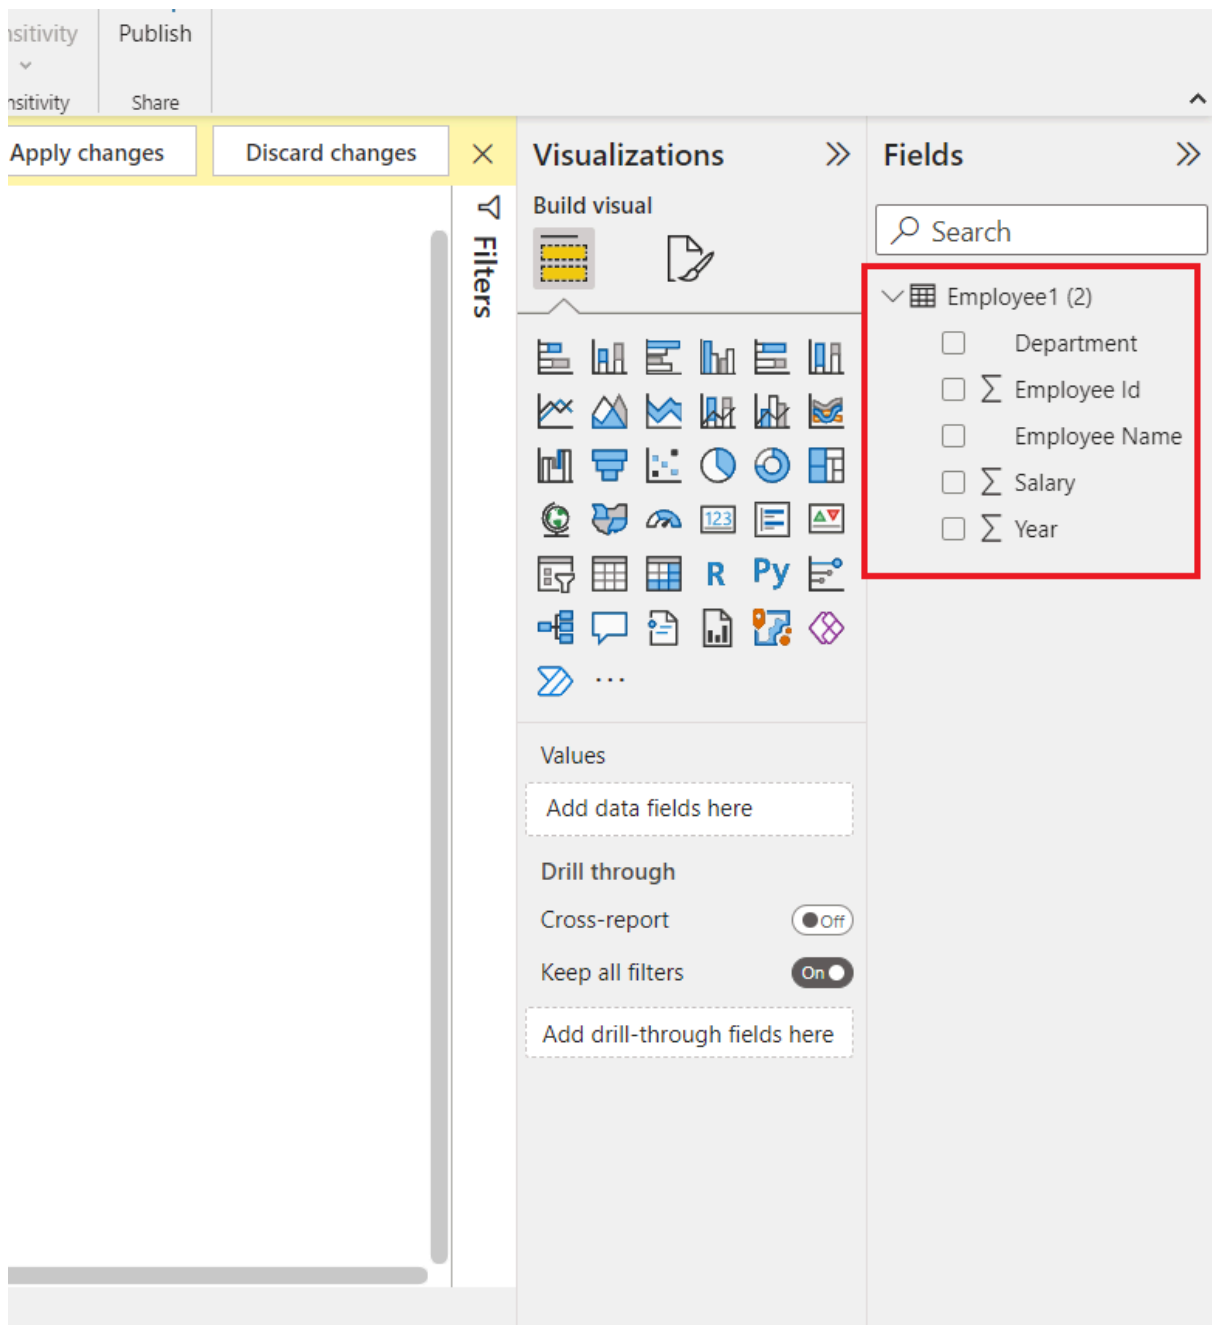 Publish
Share
Apply changes
Discard changes
Filters
Visualizations
Build visual
123
R
Py
Values
Add data fields here
Drill through
Cross-report
Off
Keep all filters
On
Add drill-through fields here
Fields
Search
Employee1 (2)
Department
∑ Employee Id
Employee Name
∑ Salary
∑ Year